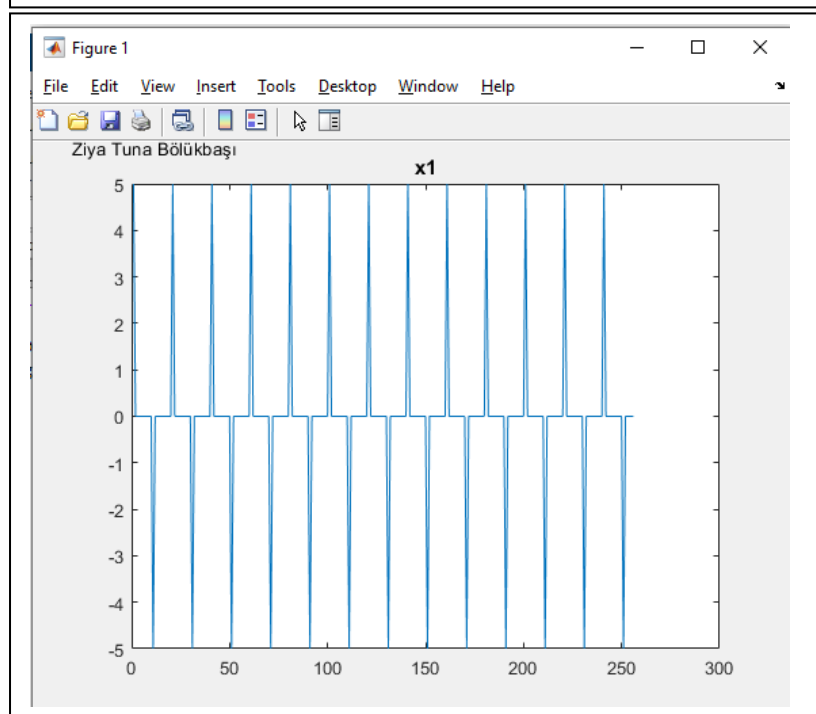 Figure 1
File Edit View Insert Tools Desktop Window Help
Ziya Tuna Bölükbaşı
x1
5
4
3
2
1
0
-1
-2
-3
-4
-5
0 50 100 150 200 250 300